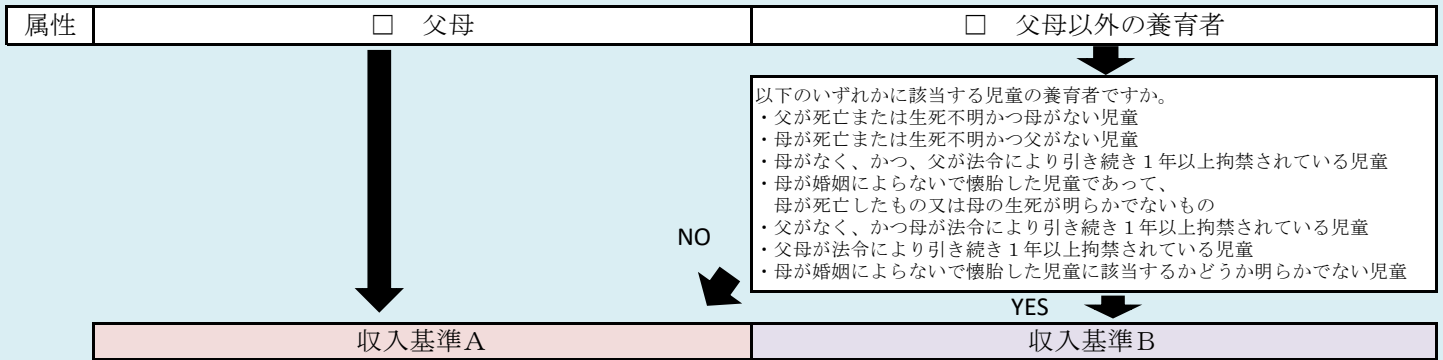 属性
□ 父母
□ 父母以外の養育者
以下のいずれかに該当する児童の養育者ですか。
・父が死亡または生死不明かつ母がない児童
・母が死亡または生死不明かつ父がない児童
・母がなく、かつ、父が法令により引き続き１年以上拘禁されている児童
・母が婚姻によらないで懐胎した児童であって、
母が死亡したもの又は母の生死が明らかでないもの
・父がなく、かつ母が法令により引き続き１年以上拘禁されている児童
・父母が法令により引き続き１年以上拘禁されている児童
・母が婚姻によらないで懐胎した児童に該当するかどうか明らかでない児童
NO
YES
収入基準Ａ
収入基準Ｂ